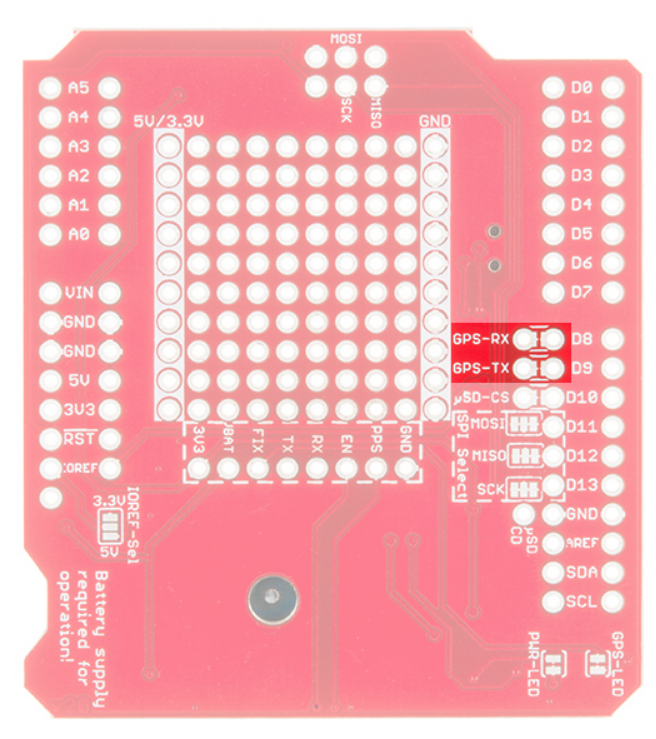 MOSI
SCK
MISO
A5
A4
A3
A2
A1
A0
5V/3.3V
GND
D0
D1
D2
D3
D4
D5
D6
D7
VIN
GND
GND
5V
3V3
RST
IOREF
GPS-RX
D8
GPS-TX
D9
µSD-CS
D10
SPI Select
MOSI
D11
MISO
D12
SCK
D13
µSD
CD
GND
AREF
SDA
SCL
3V3
VBAT
FIX
TX
RX
EN
PPS
GND
3.3V
5V
IOREF-Sel
Battery supply
required for
operation!
PWR-LED
GPS-LED